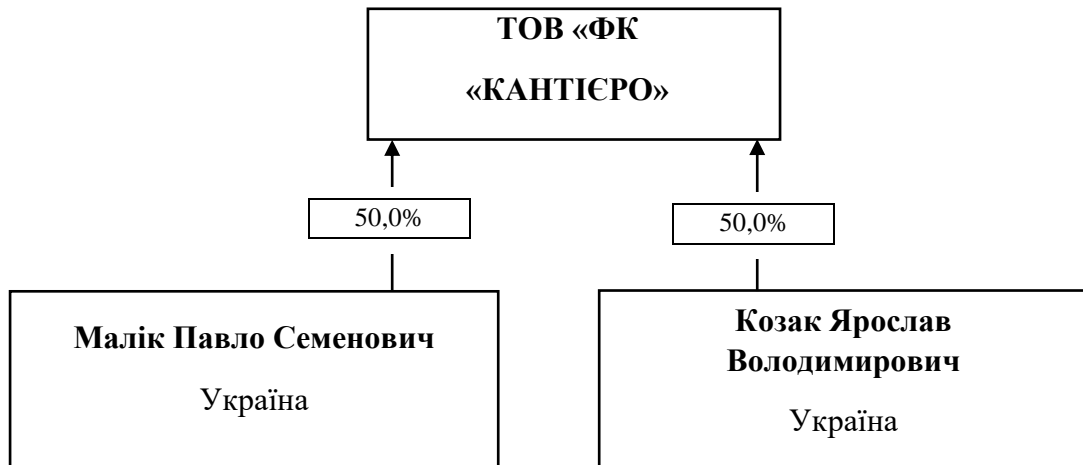 ТОВ «ФК
«КАНТІЄРО»
50,0%
50,0%
Малік Павло Семенович
Україна
Козак Ярослав
Володимирович
Україна